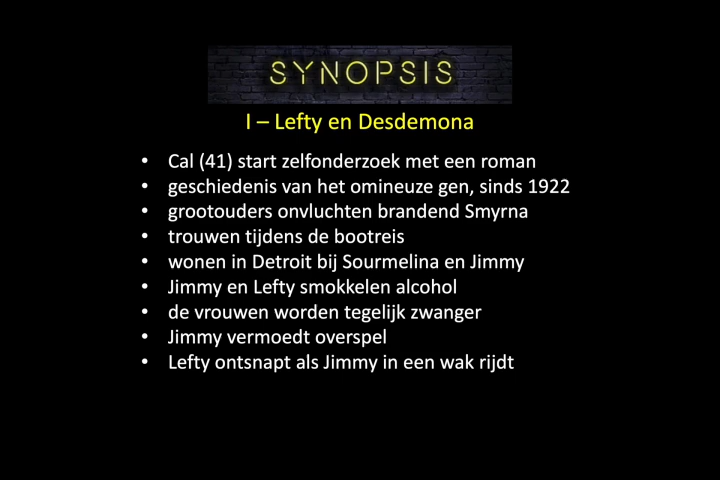 SYNOPSIS
I – Lefty en Desdemona
• Cal (41) start zelfonderzoek met een roman
• geschiedenis van het omineuze gen, sinds 1922
• grootouders onvluchten brandend Smyrna
• trouwen tijdens de bootreis
• wonen in Detroit bij Sourmelina en Jimmy
• Jimmy en Lefty smokkelen alcohol
• de vrouwen worden tegelijk zwanger
• Jimmy vermoedt overspel
• Lefty ontsnapt als Jimmy in een wak rijdt